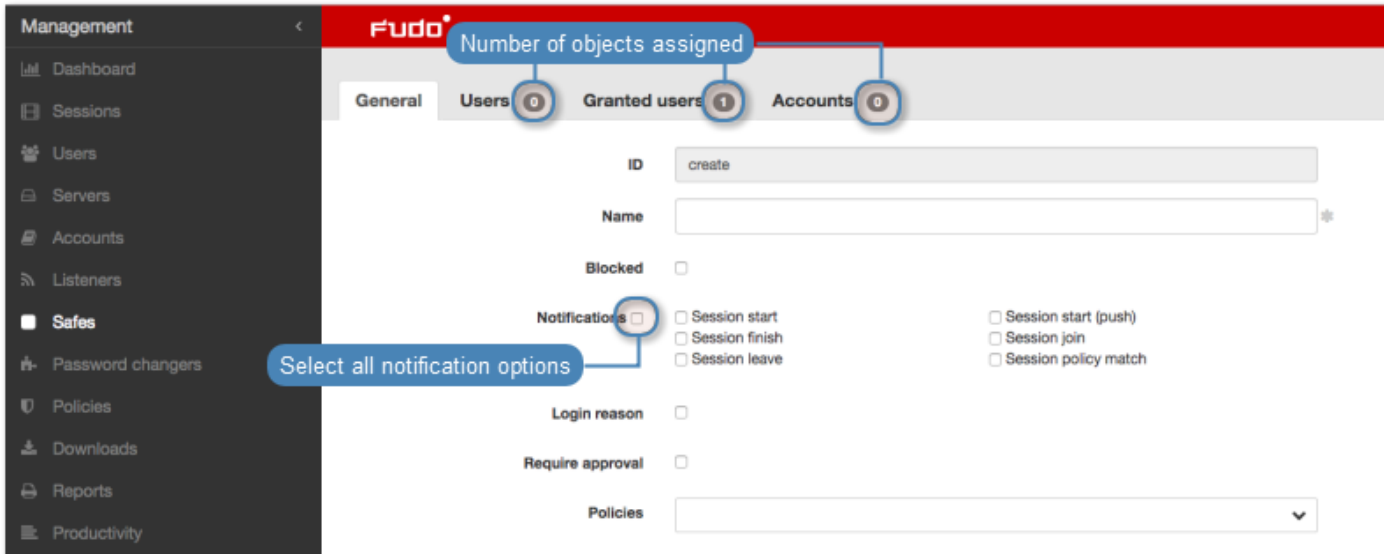 Management
Dashboard
Sessions
Users
Servers
Accounts
Listeners
Safes
Password changers
Policies
Downloads
Reports
Productivity
FUDO
Number of objects assigned
General Users 0 Granted users 1 Accounts 0
ID create
Name
Blocked
Notifications Session start Session start (push)
Session finish Session join
Session leave Session policy match
Select all notification options
Login reason
Require approval
Policies